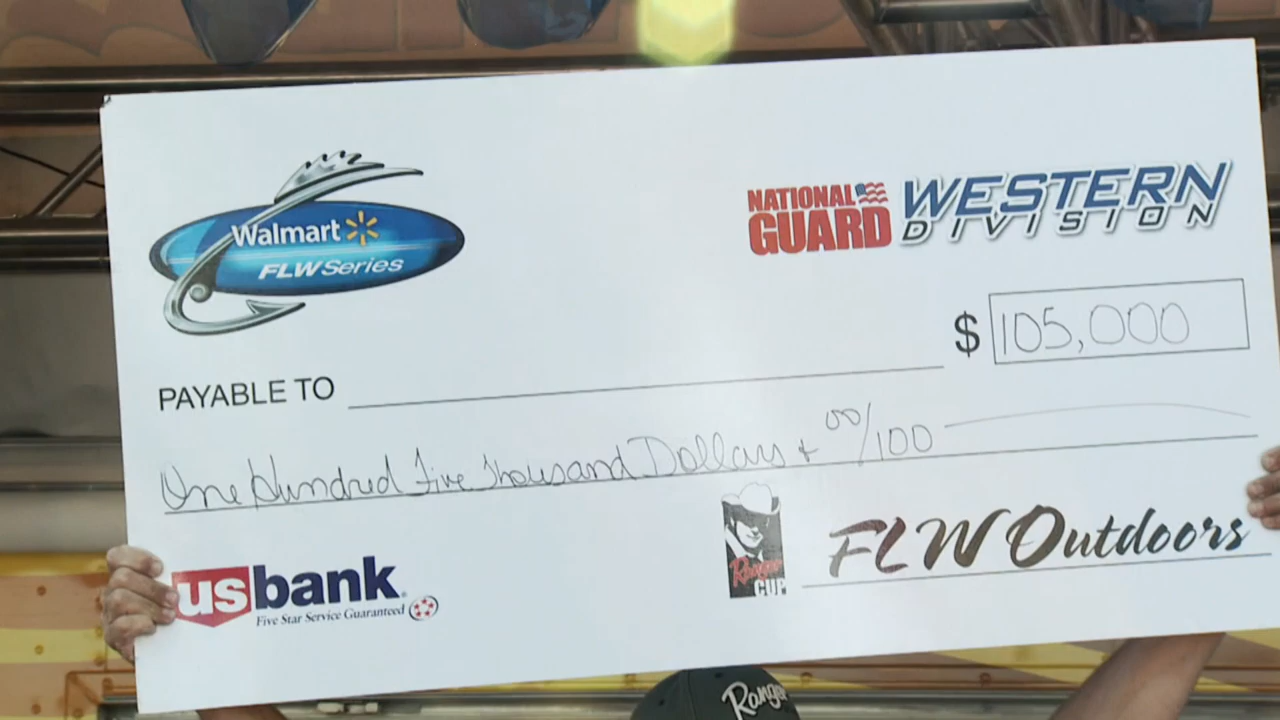 Walmart
FLW Series
NATIONAL
GUARD
WESTERN
DIVISION
$ 105,000
PAYABLE TO
One Hundred Five Thousand Dollars + 00/100
Ranger
CUP
FLW Outdoors
usbank.
Five Star Service Guaranteed
Ranger